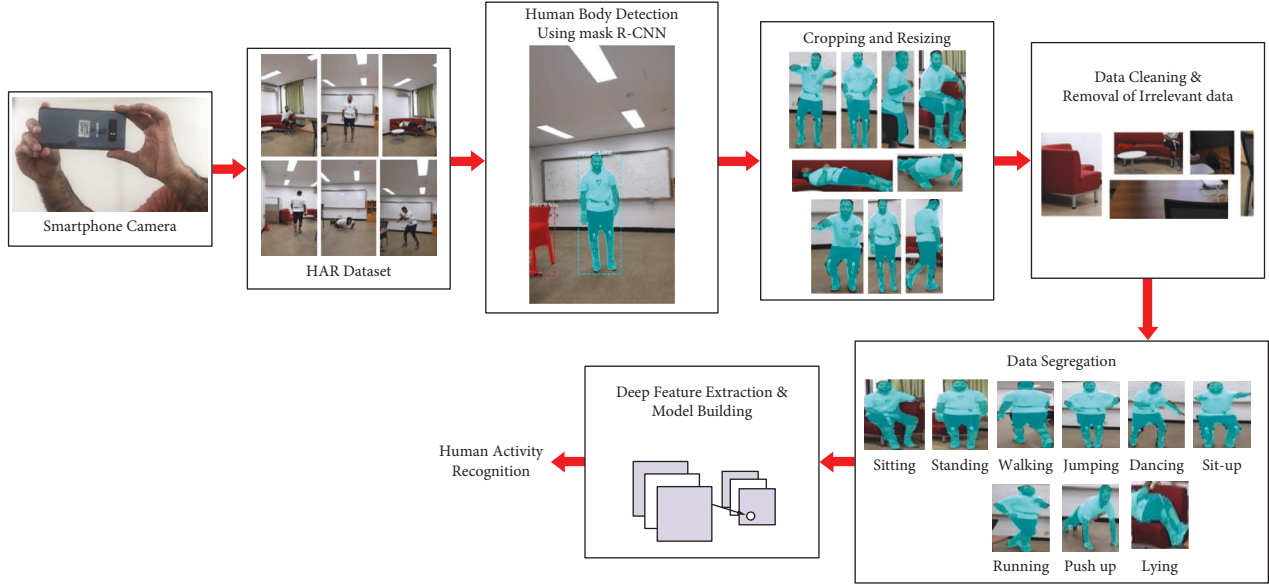 Smartphone Camera
HAR Dataset
Human Body Detection
Using mask R-CNN
Cropping and Resizing
Data Cleaning &
Removal of Irrelevant data
Data Segregation
Sitting
Standing
Walking
Jumping
Dancing
Sit-up
Running
Push up
Lying
Deep Feature Extraction &
Model Building
Human Activity
Recognition